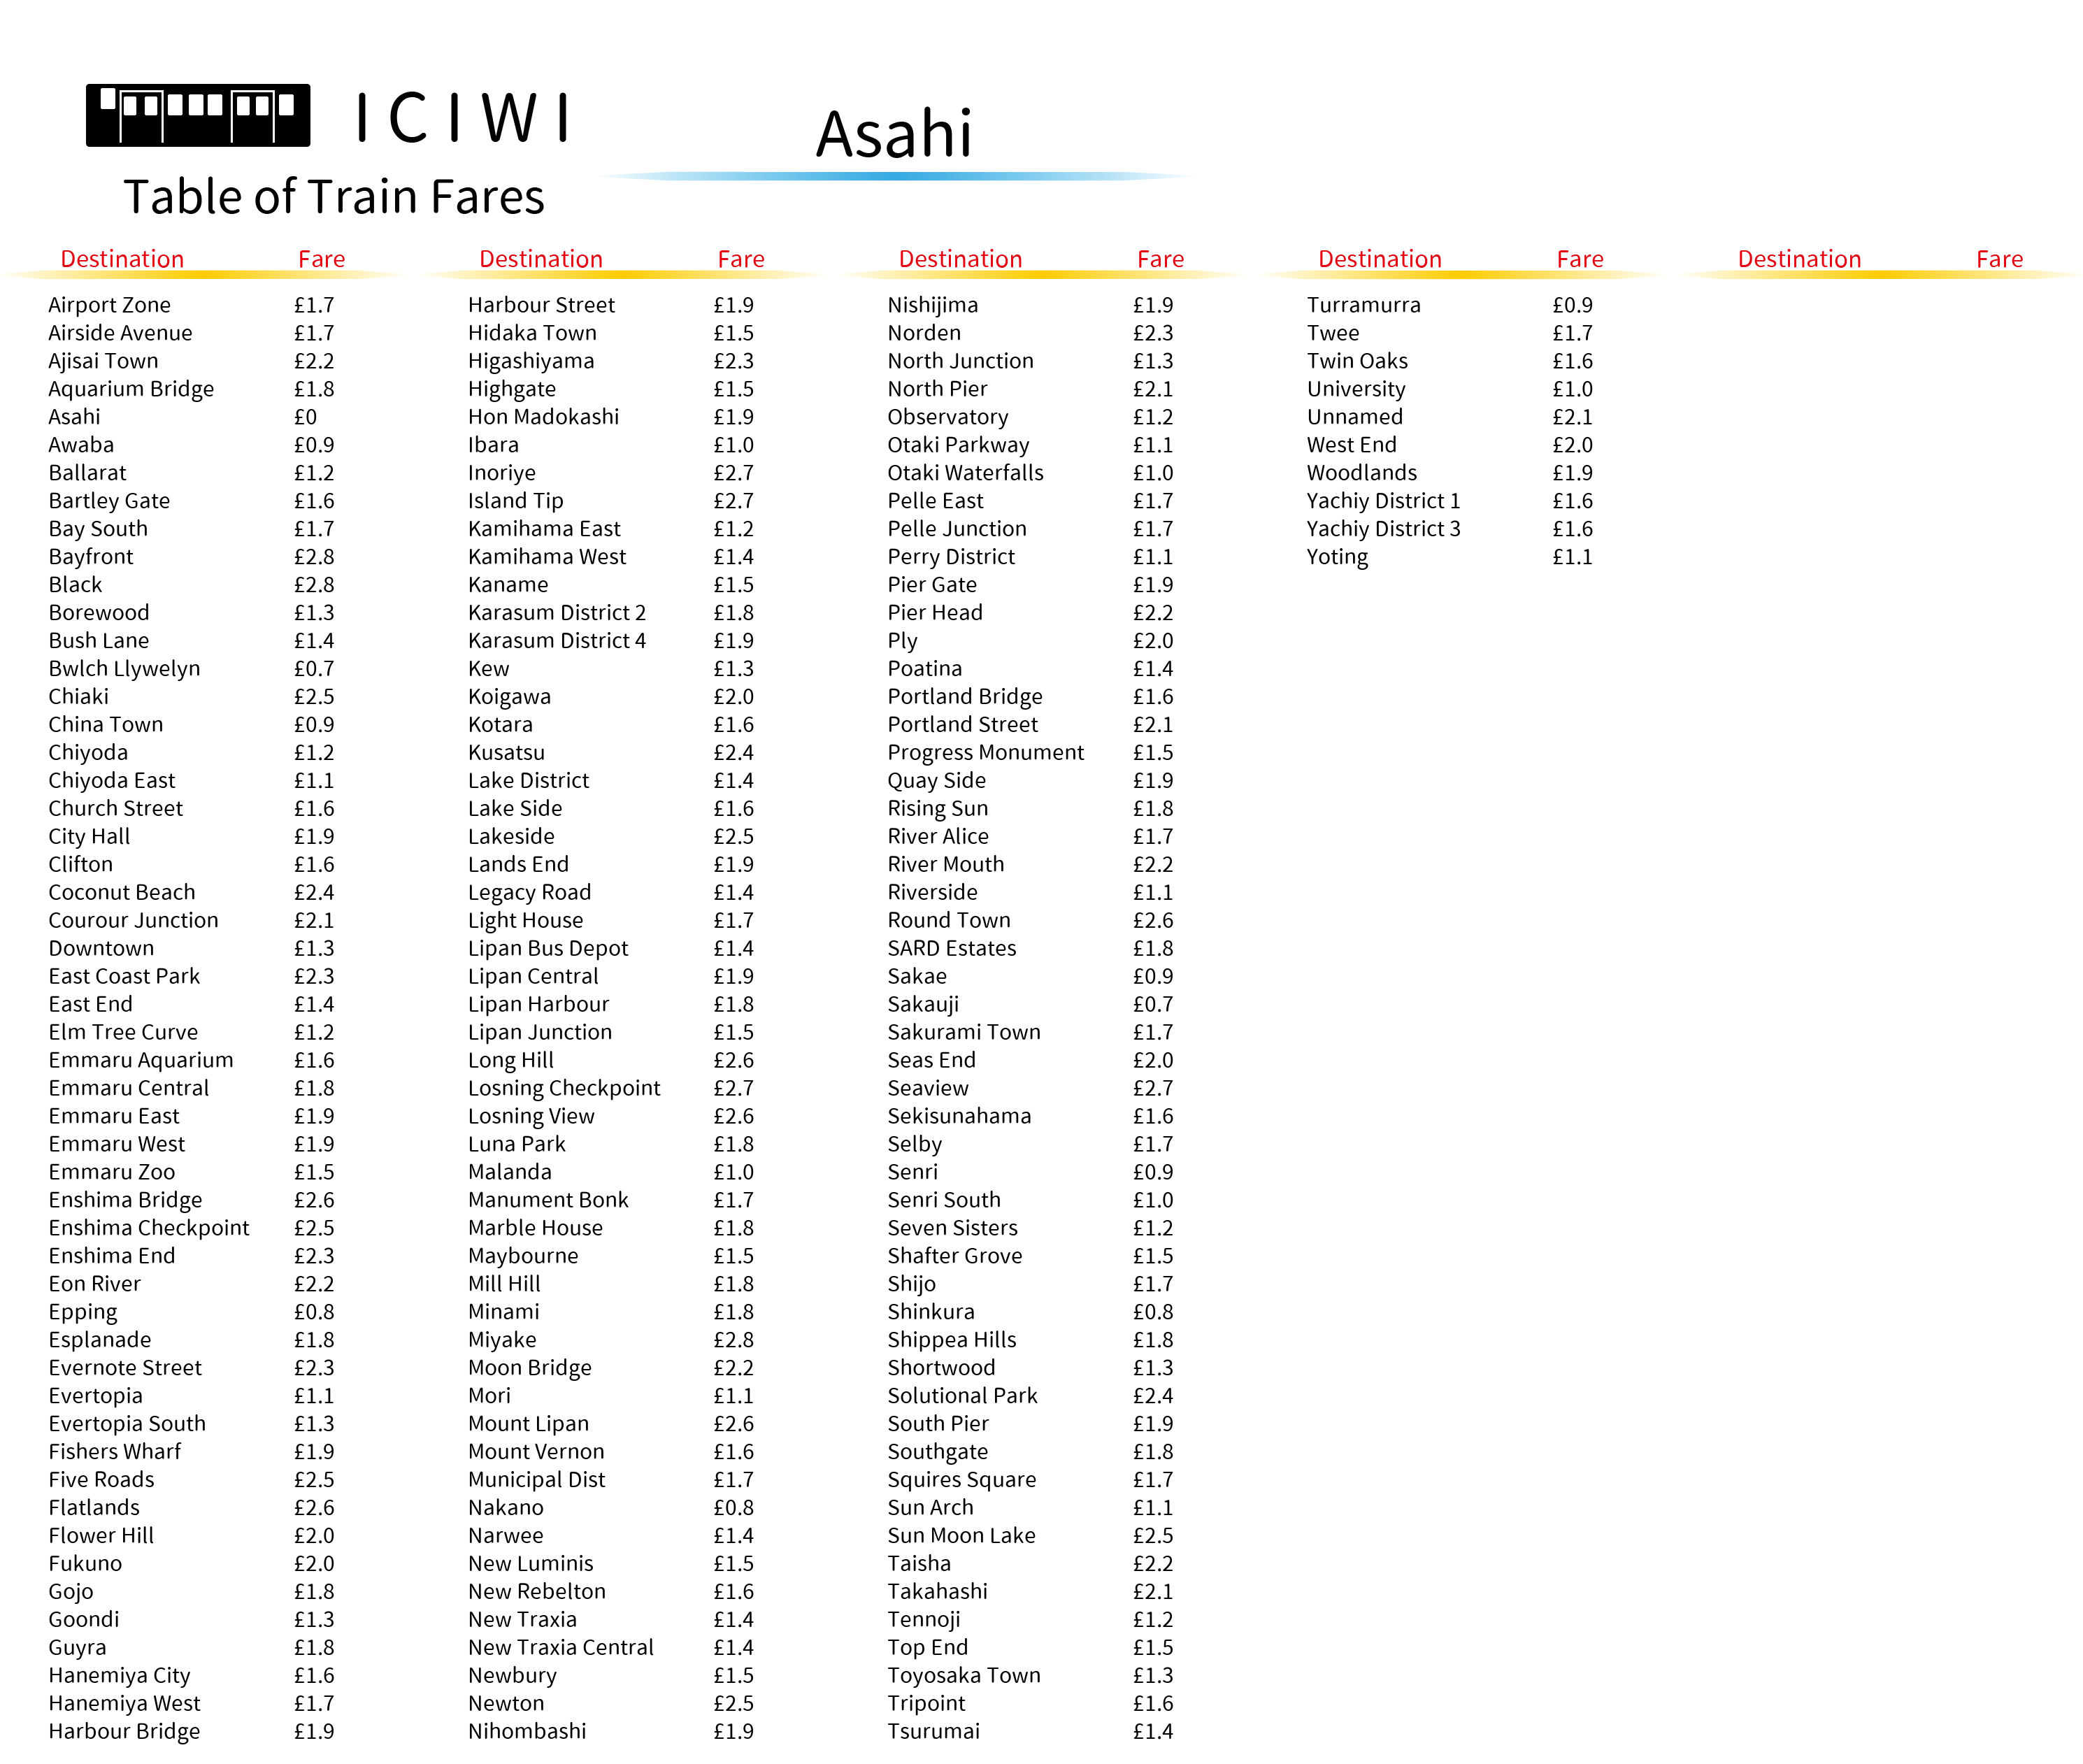 ICIWI
Asahi
Table of Train Fares
Destination Fare
Airport Zone £1.7
Airside Avenue £1.7
Ajisai Town £2.2
Aquarium Bridge £1.8
Asahi £0
Awaba £0.9
Ballarat £1.2
Bartley Gate £1.6
Bay South £1.7
Bayfront £2.8
Black £2.8
Borewood £1.3
Bush Lane £1.4
Bwlch Llywelyn £0.7
Chiaki £2.5
China Town £0.9
Chiyoda £1.2
Chiyoda East £1.1
Church Street £1.6
City Hall £1.9
Clifton £1.6
Coconut Beach £2.4
Courour Junction £2.1
Downtown £1.3
East Coast Park £2.3
East End £1.4
Elm Tree Curve £1.2
Emmaru Aquarium £1.6
Emmaru Central £1.8
Emmaru East £1.9
Emmaru West £1.9
Emmaru Zoo £1.5
Enshima Bridge £2.6
Enshima Checkpoint £2.5
Enshima End £2.3
Eon River £2.2
Epping £0.8
Esplanade £1.8
Evernote Street £2.3
Evertopia £1.1
Evertopia South £1.3
Fishers Wharf £1.9
Five Roads £2.5
Flatlands £2.6
Flower Hill £2.0
Fukuno £2.0
Gojo £1.8
Goondi £1.3
Guyra £1.8
Hanemiya City £1.6
Hanemiya West £1.7
Harbour Bridge £1.9
Destination Fare
Harbour Street £1.9
Hidaka Town £1.5
Higashiyama £2.3
Highgate £1.5
Hon Madokashi £1.9
Ibara £1.0
Inoriye £2.7
Island Tip £2.7
Kamihama East £1.2
Kamihama West £1.4
Kaname £1.5
Karasum District 2 £1.8
Karasum District 4 £1.9
Kew £1.3
Koigawa £2.0
Kotara £1.6
Kusatsu £2.4
Lake District £1.4
Lake Side £1.6
Lakeside £2.5
Lands End £1.9
Legacy Road £1.4
Light House £1.7
Lipan Bus Depot £1.4
Lipan Central £1.9
Lipan Harbour £1.8
Lipan Junction £1.5
Long Hill £2.6
Losning Checkpoint £2.7
Losning View £2.6
Luna Park £1.8
Malanda £1.0
Manument Bonk £1.7
Marble House £1.8
Maybourne £1.5
Mill Hill £1.8
Minami £1.8
Miyake £2.8
Moon Bridge £2.2
Mori £1.1
Mount Lipan £2.6
Mount Vernon £1.6
Municipal Dist £1.7
Nakano £0.8
Narwee £1.4
New Luminis £1.5
New Rebelton £1.6
New Traxia £1.4
New Traxia Central £1.4
Newbury £1.5
Newton £2.5
Nihombashi £1.9
Destination Fare
Nishijima £1.9
Norden £2.3
North Junction £1.3
North Pier £2.1
Observatory £1.2
Otaki Parkway £1.1
Otaki Waterfalls £1.0
Pelle East £1.7
Pelle Junction £1.7
Perry District £1.1
Pier Gate £1.9
Pier Head £2.2
Ply £2.0
Poatina £1.4
Portland Bridge £1.6
Portland Street £2.1
Progress Monument £1.5
Quay Side £1.9
Rising Sun £1.8
River Alice £1.7
River Mouth £2.2
Riverside £1.1
Round Town £2.6
SARD Estates £1.8
Sakae £0.9
Sakauji £0.7
Sakurami Town £1.7
Seas End £2.0
Seaview £2.7
Sekisunahama £1.6
Selby £1.7
Senri £0.9
Senri South £1.0
Seven Sisters £1.2
Shafter Grove £1.5
Shijo £1.7
Shinkura £0.8
Shippea Hills £1.8
Shortwood £1.3
Solutional Park £2.4
South Pier £1.9
Southgate £1.8
Squires Square £1.7
Sun Arch £1.1
Sun Moon Lake £2.5
Taisha £2.2
Takahashi £2.1
Tennoji £1.2
Top End £1.5
Toyosaka Town £1.3
Tripoint £1.6
Tsurumai £1.4
Destination Fare
Turramurra £0.9
Twee £1.7
Twin Oaks £1.6
University £1.0
Unnamed £2.1
West End £2.0
Woodlands £1.9
Yachiy District 1 £1.6
Yachiy District 3 £1.6
Yoting £1.1
Destination Fare